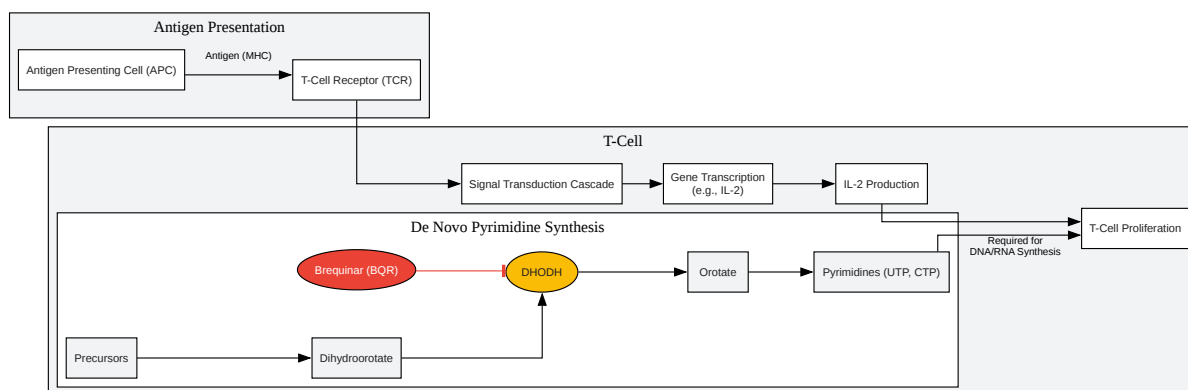 Antigen Presentation
Antigen Presenting Cell (APC)
Antigen (MHC)
T-Cell Receptor (TCR)
T-Cell
Signal Transduction Cascade
Gene Transcription
(e.g., IL-2)
IL-2 Production
T-Cell Proliferation
De Novo Pyrimidine Synthesis
Required for
DNA/RNA Synthesis
Brequinar (BQR)
DHODH
Orotate
Pyrimidines (UTP, CTP)
Precursors
Dihydroorotate